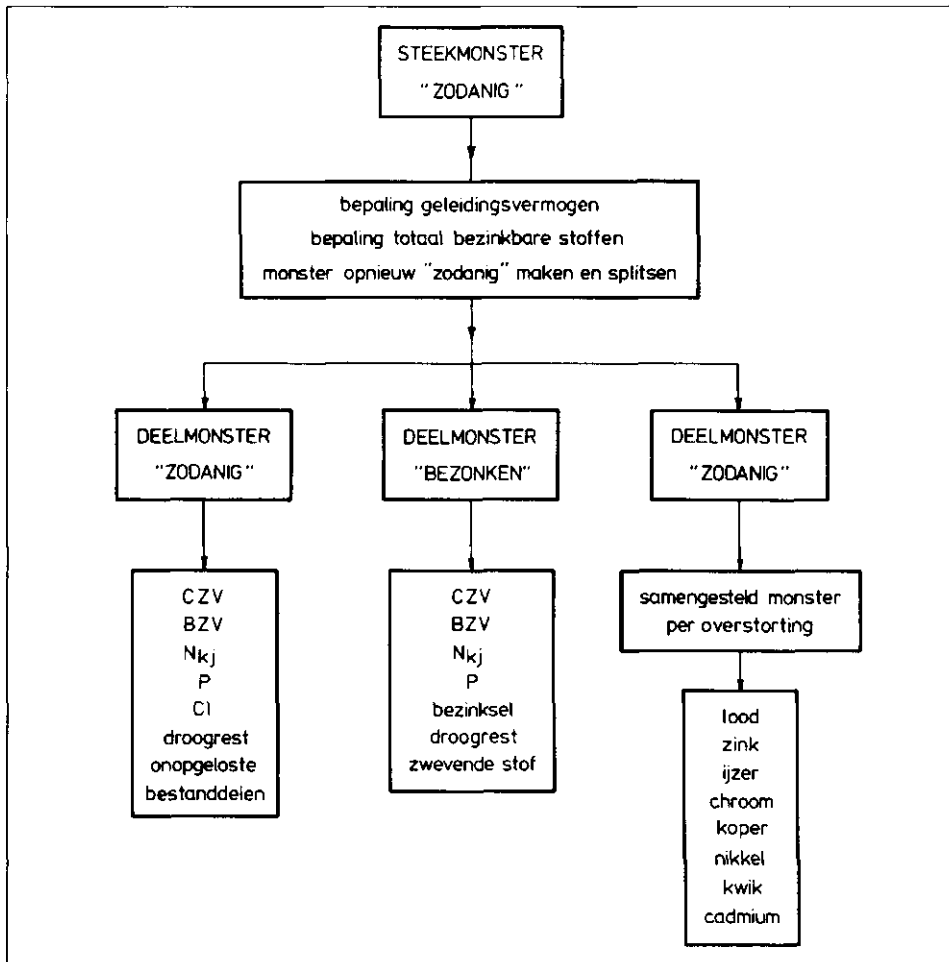 STEEKMONSTER
"ZODANIG"
bepaling geleidingsvermogen
bepaling totaal bezinkbare stoffen
monster opnieuw "zodanig" maken en splitsen
DEELMONSTER
"ZODANIG"
DEELMONSTER
"BEZONKEN"
DEELMONSTER
"ZODANIG"
CZV
BZV
Nkj
P
Cl
droogrest
onopgeloste
bestanddelen
CZV
BZV
Nkj
P
bezinksel
droogrest
zwevende stof
samengesteld monster
per overstorting
lood
zink
ijzer
chroom
koper
nikkel
kwik
cadmium